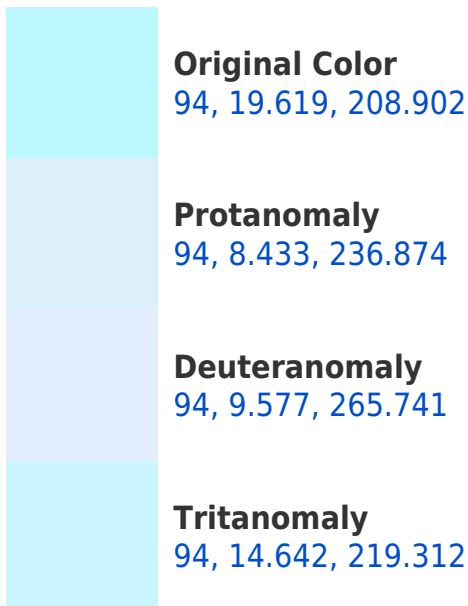 Original Color
94, 19.619, 208.902
Protanomaly
94, 8.433, 236.874
Deuteranomaly
94, 9.577, 265.741
Tritanomaly
94, 14.642, 219.312